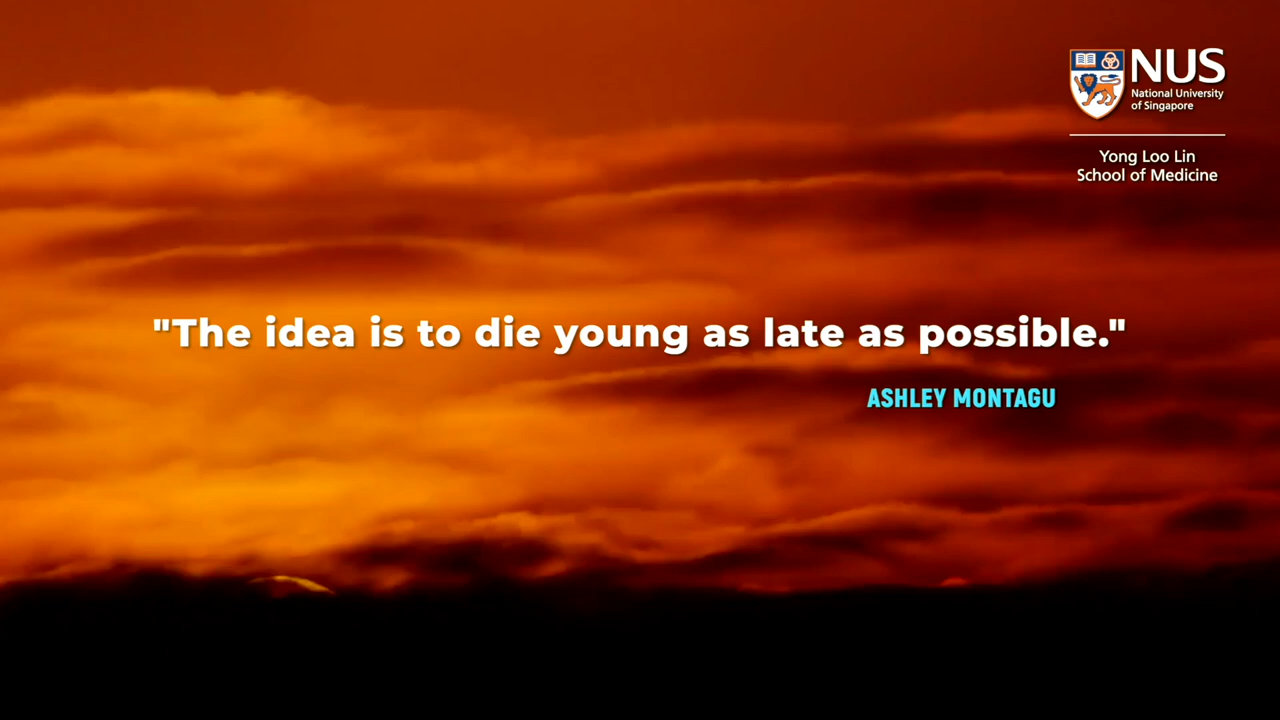 NUS
National University
of Singapore
Yong Loo Lin
School of Medicine
"The idea is to die young as late as possible."
ASHLEY MONTAGU